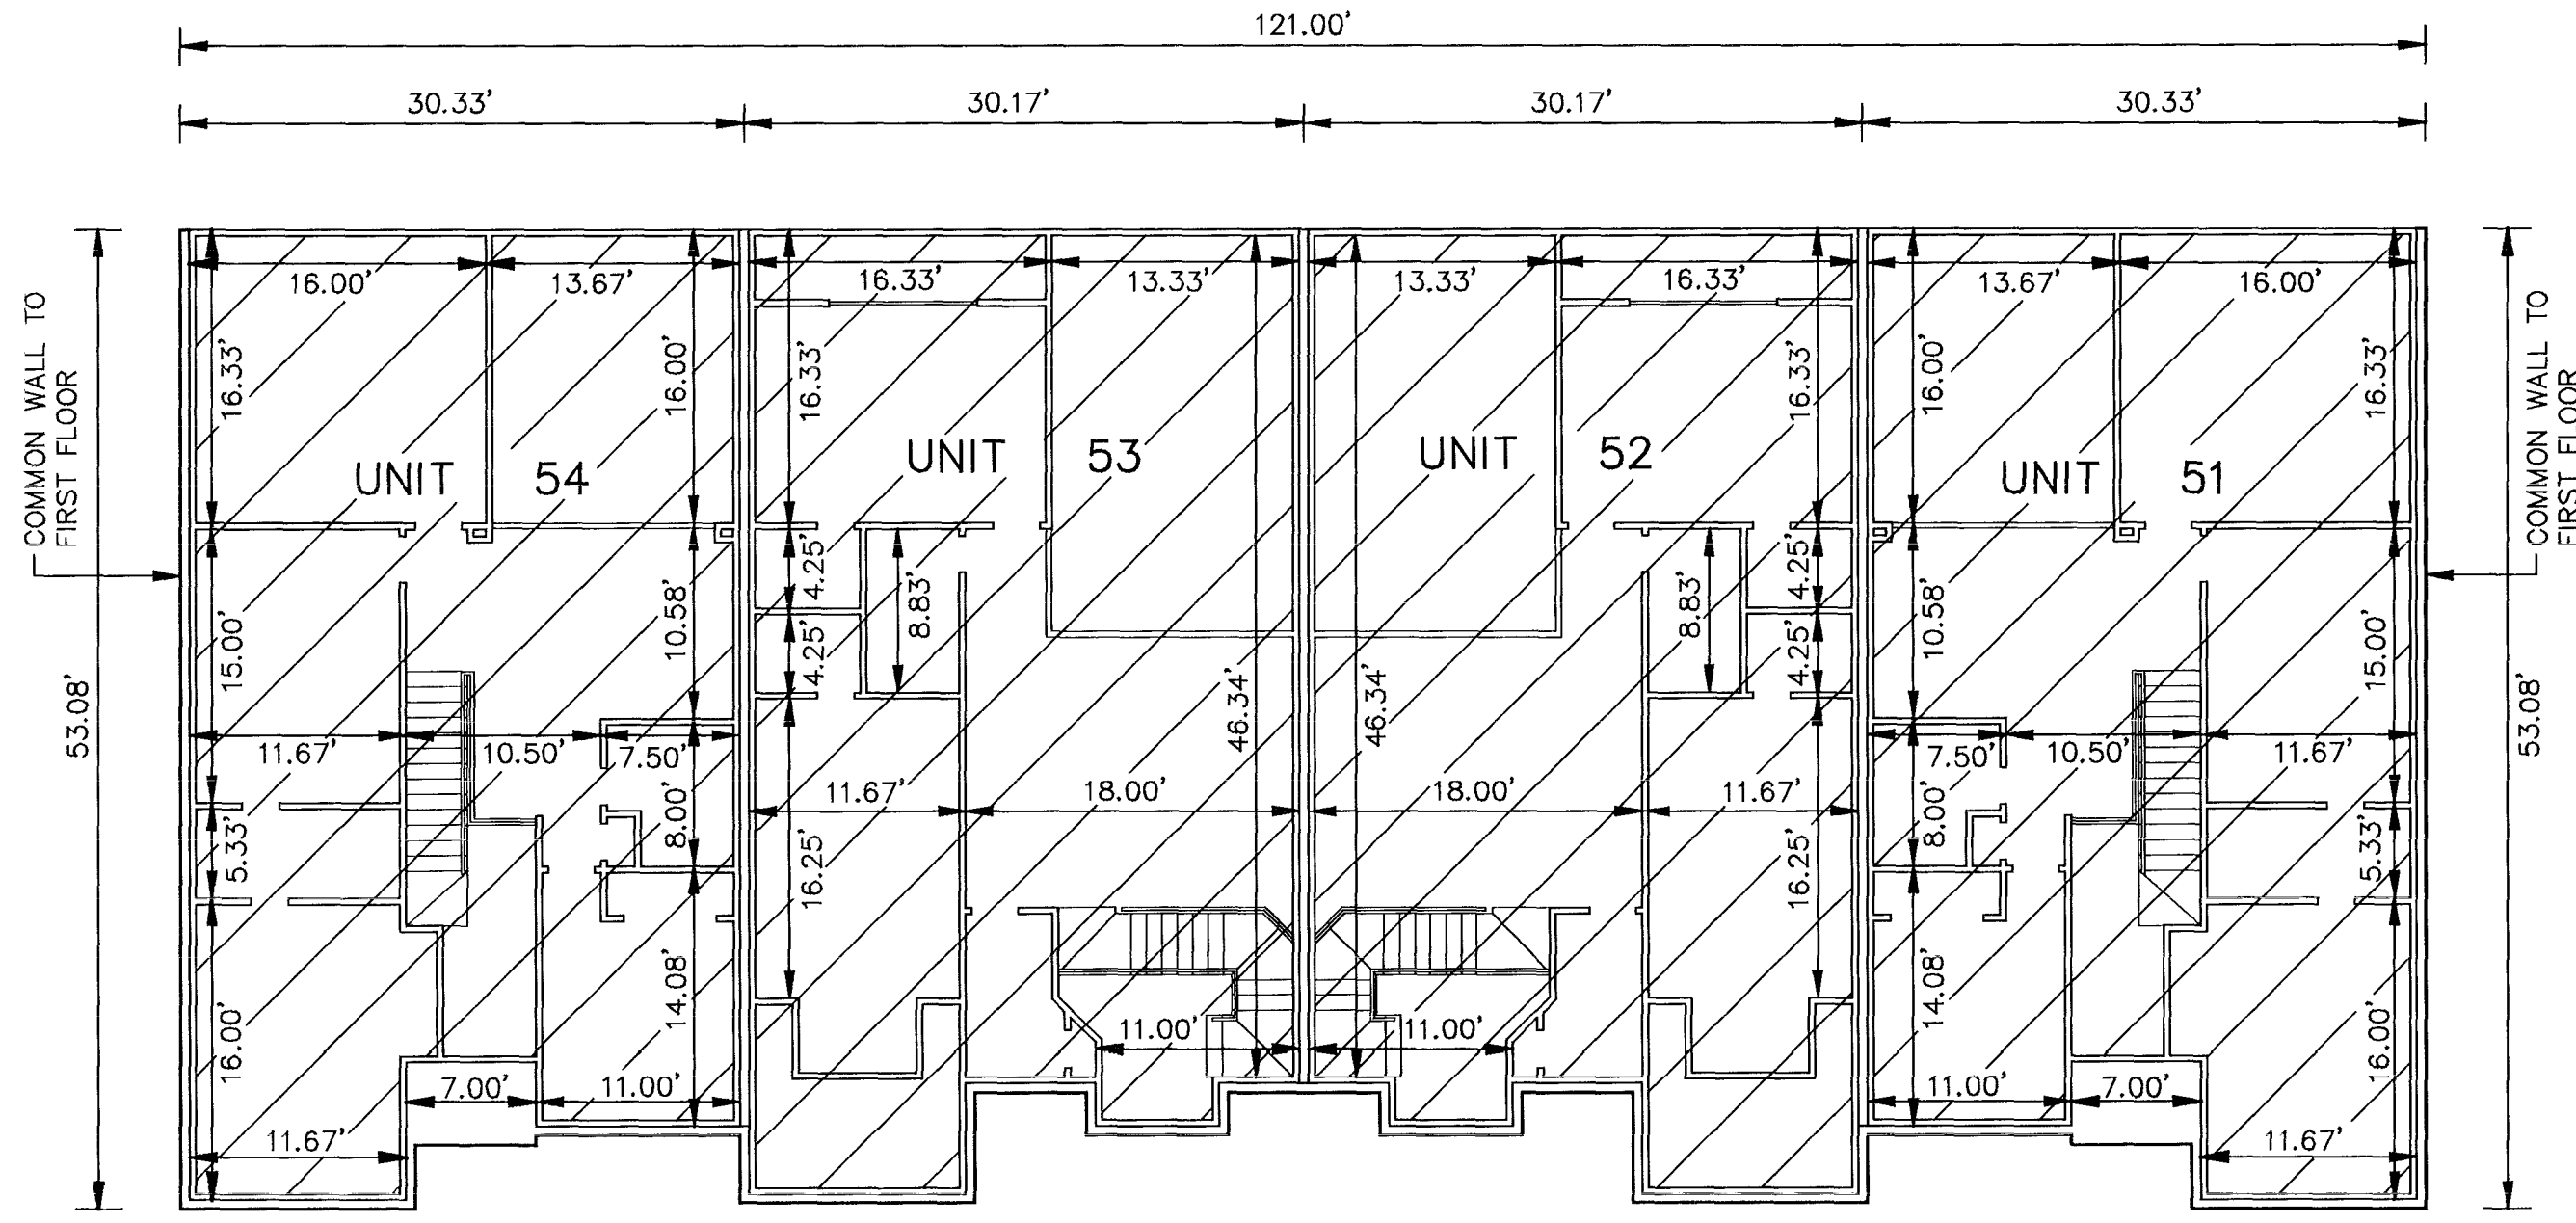 121.00'
30.33' 30.17' 30.17' 30.33'
16.00' 13.67' 16.33' 13.33' 13.33' 16.33' 13.67' 16.00'
COMMON WALL TO
FIRST FLOOR
16.33' 16.00' 16.33' 16.33' 16.00' 16.33'
COMMON WALL TO
FIRST FLOOR
UNIT 54
UNIT 53
UNIT 52
UNIT 51
4.25' 8.83' 8.83' 4.25'
15.00' 10.58' 4.25' 4.25' 10.58' 15.00'
53.08' 46.34' 46.34' 53.08'
11.67' 10.50' 7.50' 7.50' 10.50' 11.67'
11.67' 18.00' 18.00' 11.67'
5.33' 8.00' 16.25' 16.25' 8.00' 5.33'
16.00' 14.08' 11.00' 11.00' 14.08' 16.00'
7.00' 11.00' 11.00' 7.00'
11.67' 11.67'